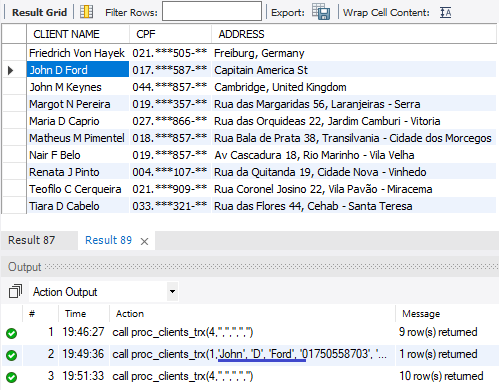 Result Grid Filter Rows: Export: Wrap Cell Content:
CLIENT NAME CPF ADDRESS
Friedrich Von Hayek 021.***505-** Freiburg, Germany
John D Ford 017.***587-** Capitain America St
John M Keynes 044.***857-** Cambridge, United Kingdom
Margot N Pereira 019.***357-** Rua das Margaridas 56, Laranjeiras - Serra
Maria D Caprio 027.***866-** Rua das Orquideas 22, Jardim Camburi - Vitoria
Matheus M Pimentel 018.***857-** Rua Bala de Prata 38, Transilvania - Cidade dos Morcegos
Nair F Belo 019.***857-** Av Cascadura 18, Rio Marinho - Vila Velha
Renata J Pinto 004.***107-** Rua da Quitanda 19, Cidade Nova - Vinhedo
Teofilo C Cerqueira 021.***909-** Rua Coronel Josino 22, Vila Pavão - Miracema
Tiara D Cabelo 033.***321-** Rua das Flores 44, Cehab - Santa Teresa
Result 87 Result 89 ×
Output
Action Output
# Time Action Message
1 19:46:27 call proc_clients_trx(4,'','','','','') 9 row(s) returned
2 19:49:36 call proc_clients_trx(1,'John', 'D', 'Ford', '01750558703', '... 1 row(s) returned
3 19:51:33 call proc_clients_trx(4,'','','','','') 10 row(s) returned